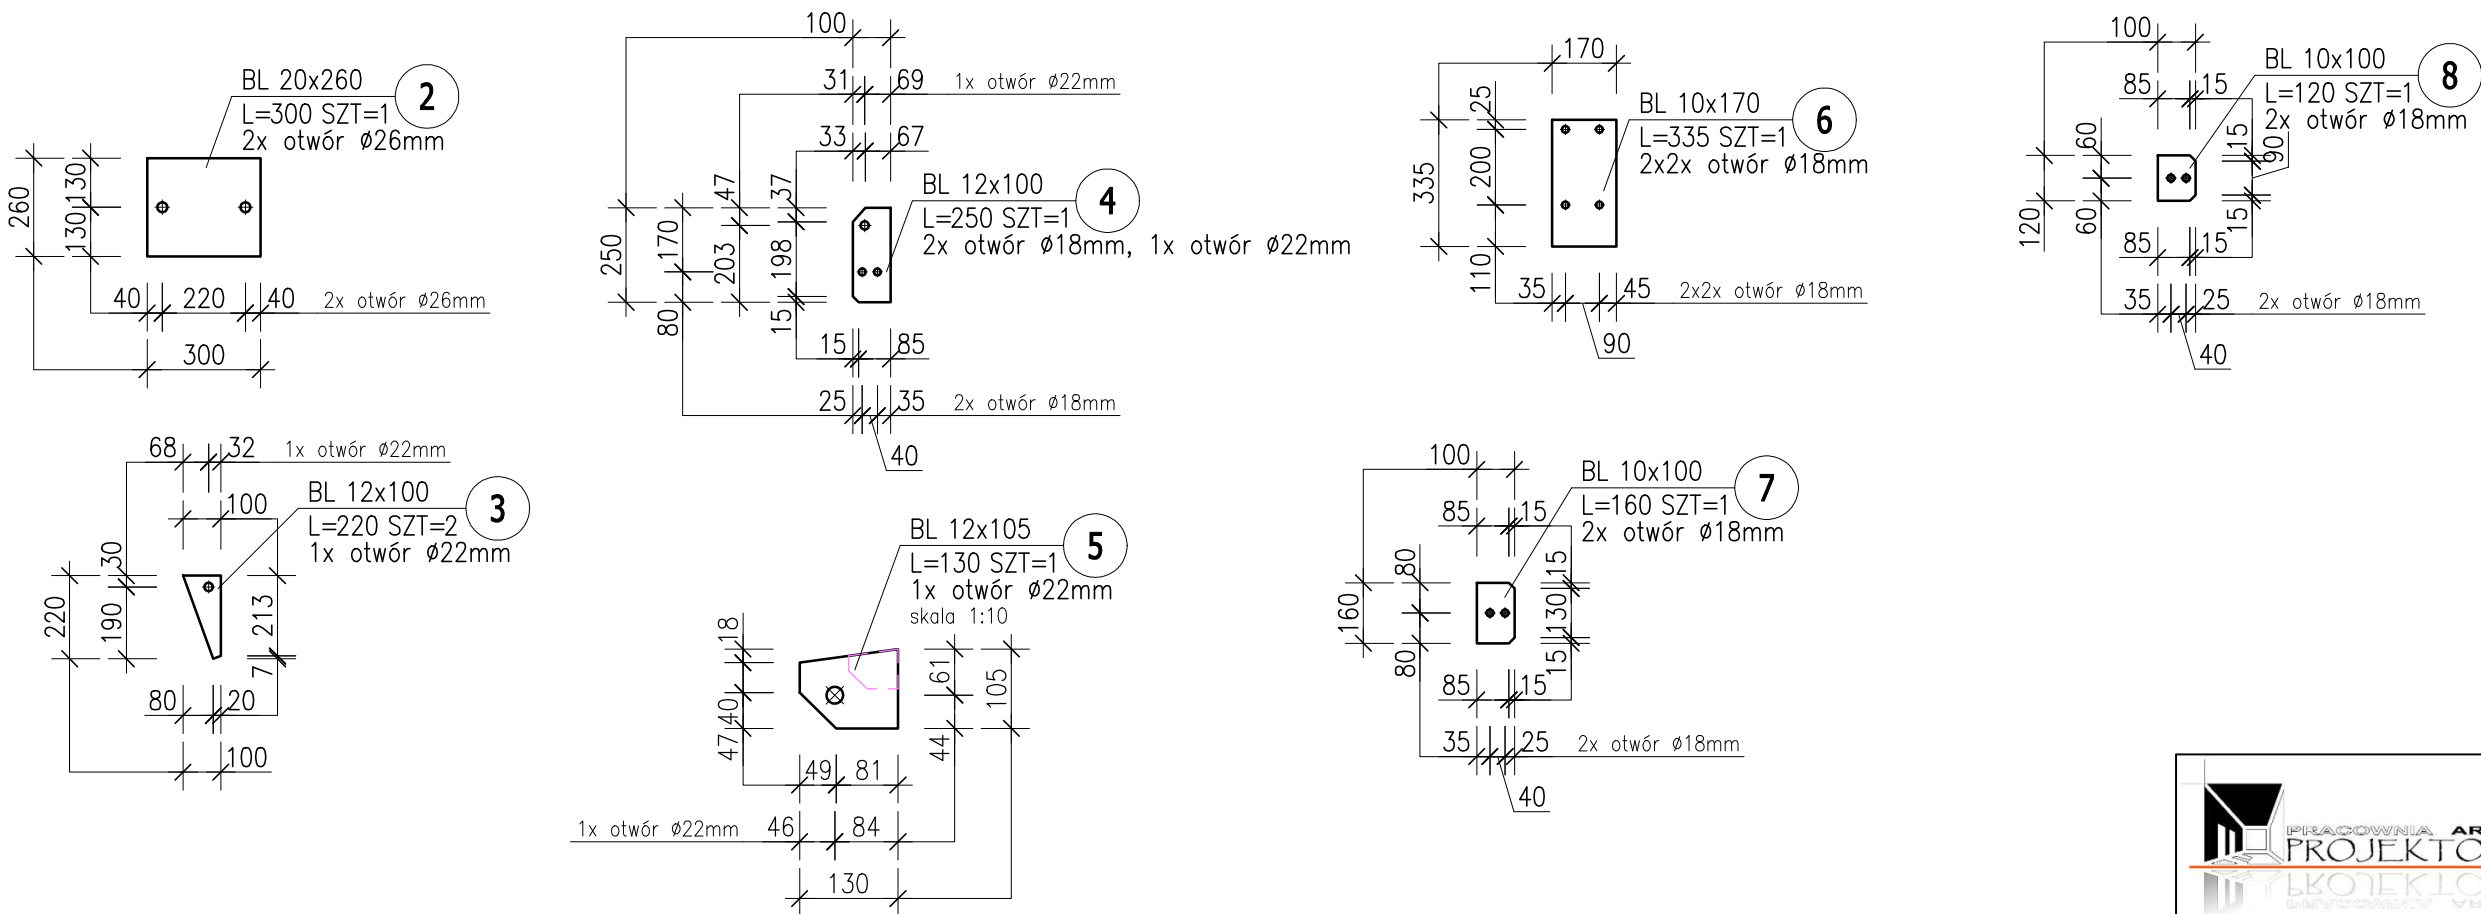 BL 20x260
2
L=300 SZT=1
2x otwór ø26mm
260
130
130
40
220
40
2x otwór ø26mm
300
68
32
1x otwór ø22mm
100
BL 12x100
3
L=220 SZT=2
1x otwór ø22mm
220
30
190
213
7
80
20
100
100
31
69
1x otwór ø22mm
33
67
BL 12x100
4
L=250 SZT=1
2x otwór ø18mm, 1x otwór ø22mm
250
170
80
47
203
37
198
15
15
85
25
35
2x otwór ø18mm
40
BL 12x105
5
L=130 SZT=1
1x otwór ø22mm
skala 1:10
18
40
47
61
44
105
49
81
1x otwór ø22mm
46
84
130
170
BL 10x170
6
L=335 SZT=1
2x2x otwór ø18mm
335
25
200
110
35
45
2x2x otwór ø18mm
90
100
BL 10x100
7
L=160 SZT=1
2x otwór ø18mm
85
15
160
80
80
15
130
15
85
15
35
25
2x otwór ø18mm
40
100
BL 10x100
8
L=120 SZT=1
2x otwór ø18mm
85
15
120
60
60
15
90
15
85
15
35
25
2x otwór ø18mm
40
PRACOWNIA AR
PROJEKTO